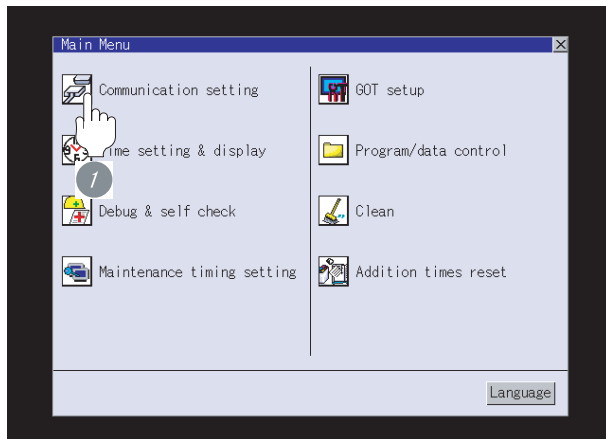 Main Menu
Communication setting
GOT setup
Time setting & display
Program/data control
1
Debug & self check
Clean
Maintenance timing setting
Addition times reset
Language